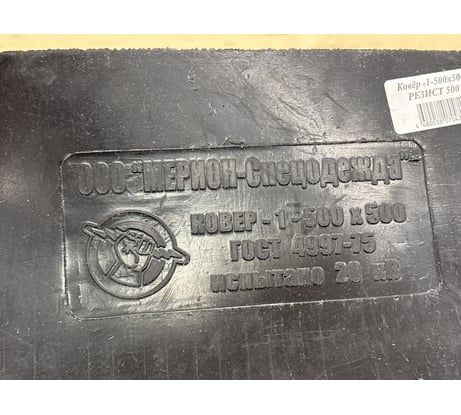 Ковёр -1-500х50
РЕЗИСТ 500
ООО "МЕРИОН-Спецодежда"
КОВЕР - 1 - 500 х 500
ГОСТ 4997-75
испытано 20 кВ